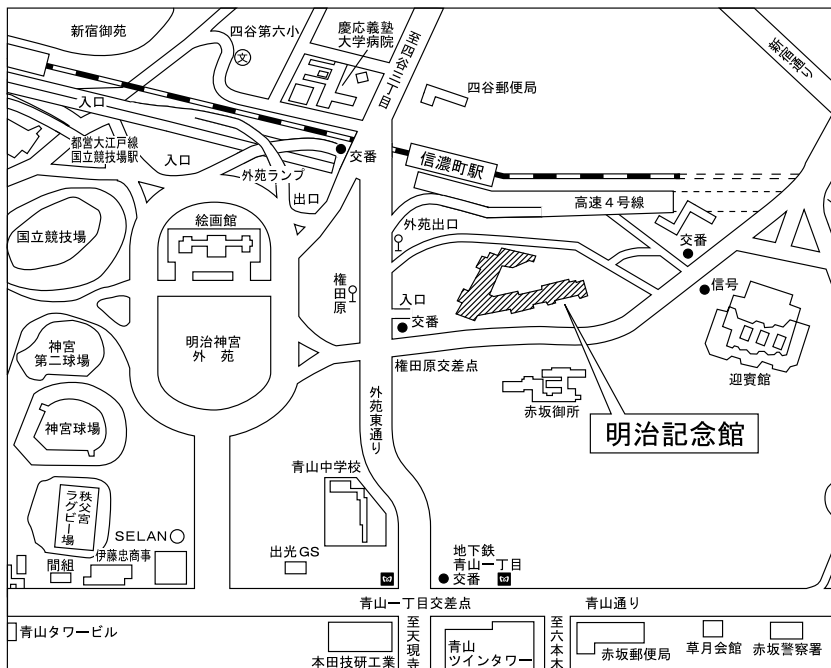 新宿御苑
四谷第六小
文
慶応義塾
大学病院
至四谷三丁目
四谷郵便局
新宿通り
入口
都営大江戸線
国立競技場駅
入口
外苑ランプ
出口
交番
信濃町駅
高速4号線
外苑出口
交番
信号
国立競技場
絵画館
権田原
入口
交番
神宮
第二球場
明治神宮
外苑
権田原交差点
赤坂御所
迎賓館
明治記念館
神宮球場
外苑東通り
青山中学校
秩父宮
ラグビー場
SELAN
伊藤忠商事
間組
出光GS
地下鉄
青山一丁目
交番
青山一丁目交差点
青山通り
青山タワービル
本田技研工業
至天現寺
青山
ツインタワー
至六本木
赤坂郵便局
草月会館
赤坂警察署